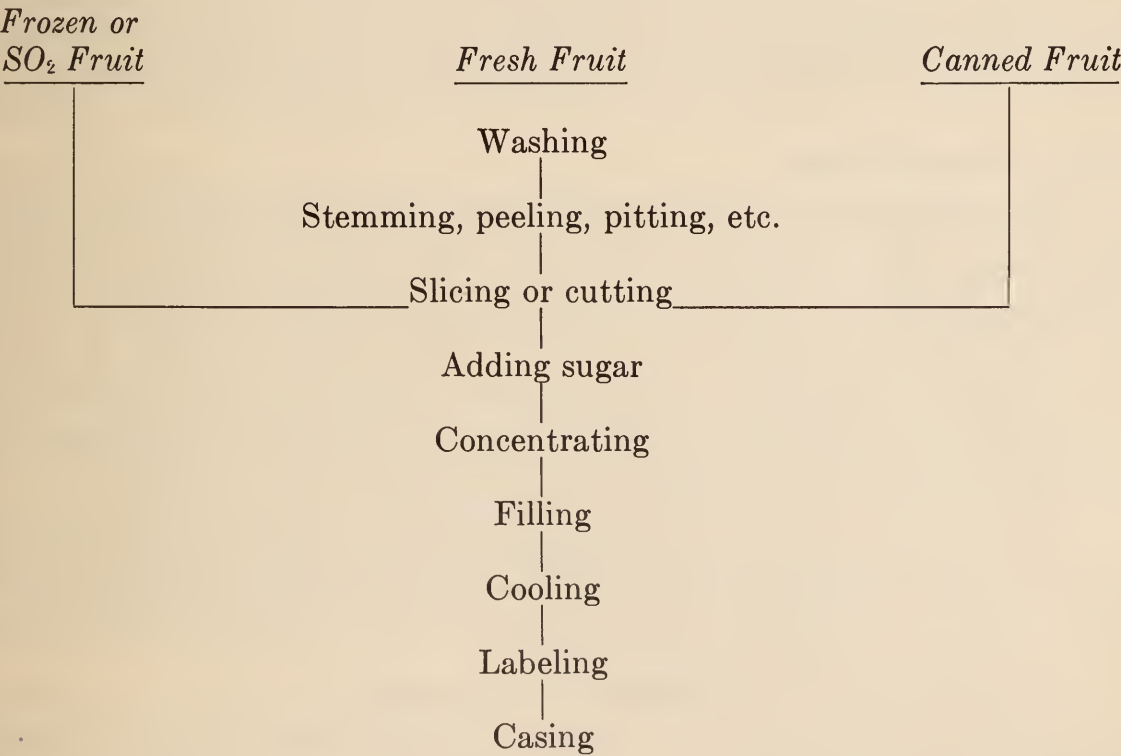 Frozen or
SO₂ Fruit
Fresh Fruit
Canned Fruit
Washing
Stemming, peeling, pitting, etc.
Slicing or cutting
Adding sugar
Concentrating
Filling
Cooling
Labeling
Casing